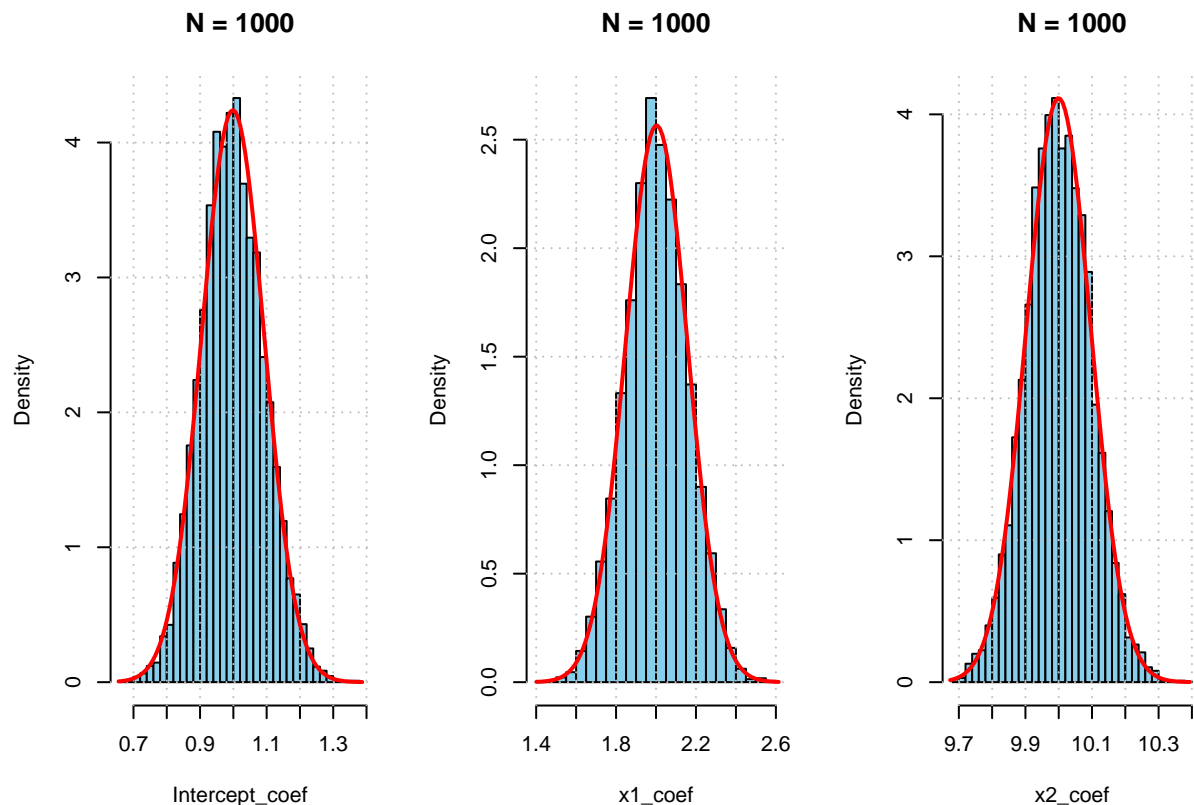 N = 1000
Density
4
3
2
1
0
0.7 0.9 1.1 1.3
Intercept_coef
N = 1000
Density
2.5
2.0
1.5
1.0
0.5
0.0
1.4 1.8 2.2 2.6
x1_coef
N = 1000
Density
4
3
2
1
0
9.7 9.9 10.1 10.3
x2_coef